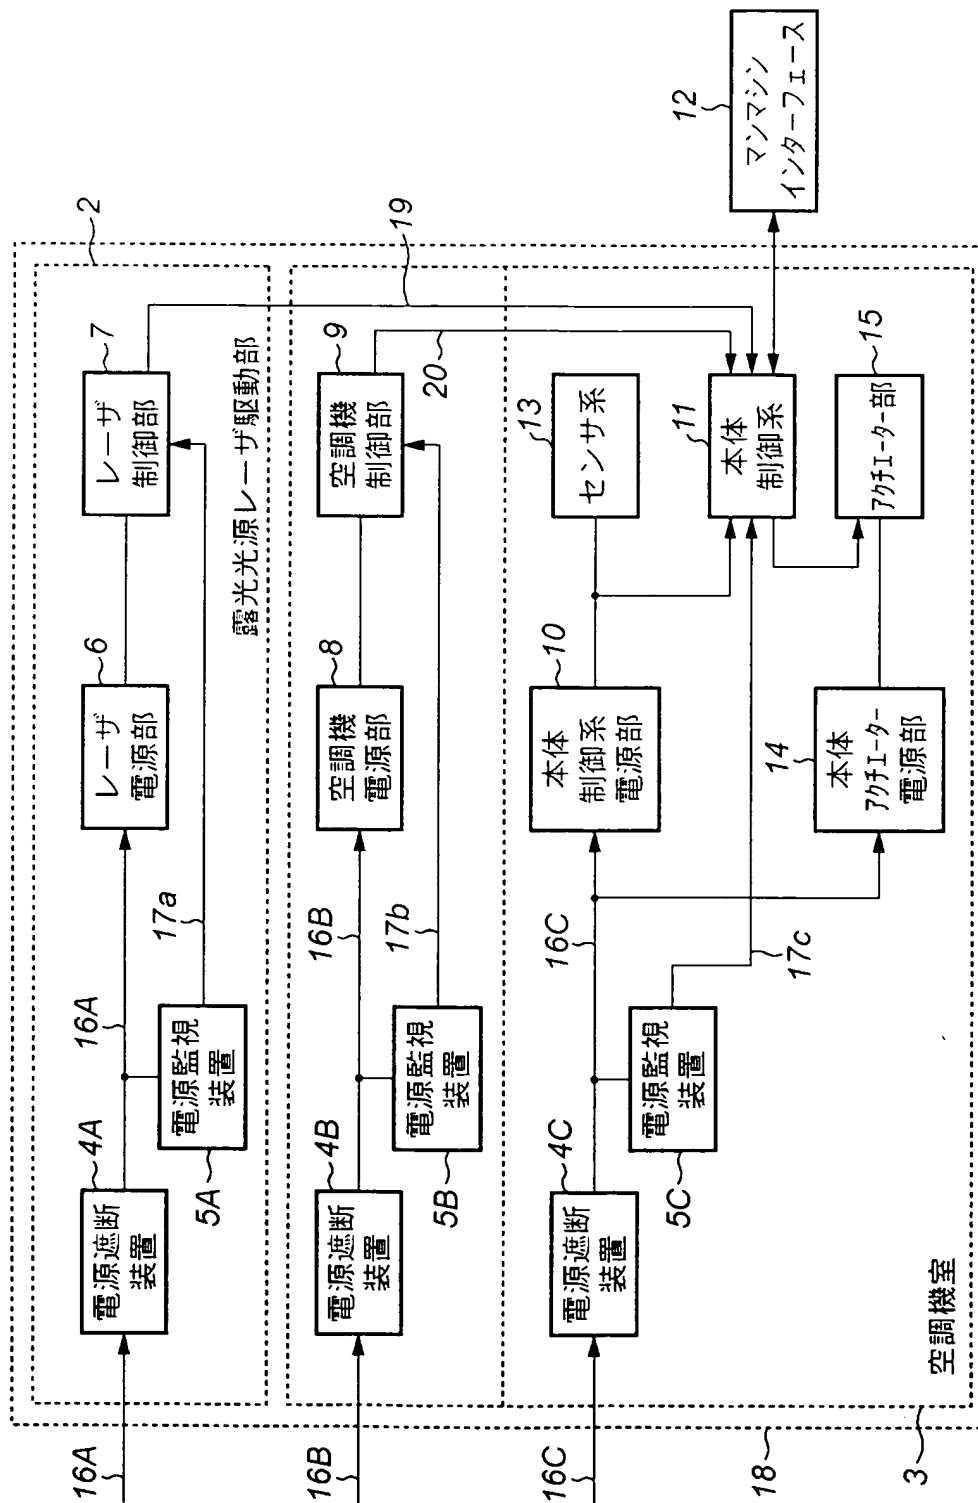 16A
電源遮断
装置
4A
16A
電源監視
装置
5A
17a
レーザ
電源部
6
レーザ
制御部
7
露光光源レーザ駆動部
2
16B
電源遮断
装置
4B
16B
電源監視
装置
5B
17b
空調機
電源部
8
空調機
制御部
9
19
20
16C
電源遮断
装置
4C
16C
電源監視
装置
5C
17c
本体
制御系
電源部
10
センサ系
13
本体
制御系
11
マンマシン
インターフェース
12
本体
アクチエーター
電源部
14
アクチエーター部
15
空調機室
3
18